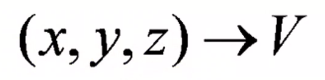 (x, y, z) → V